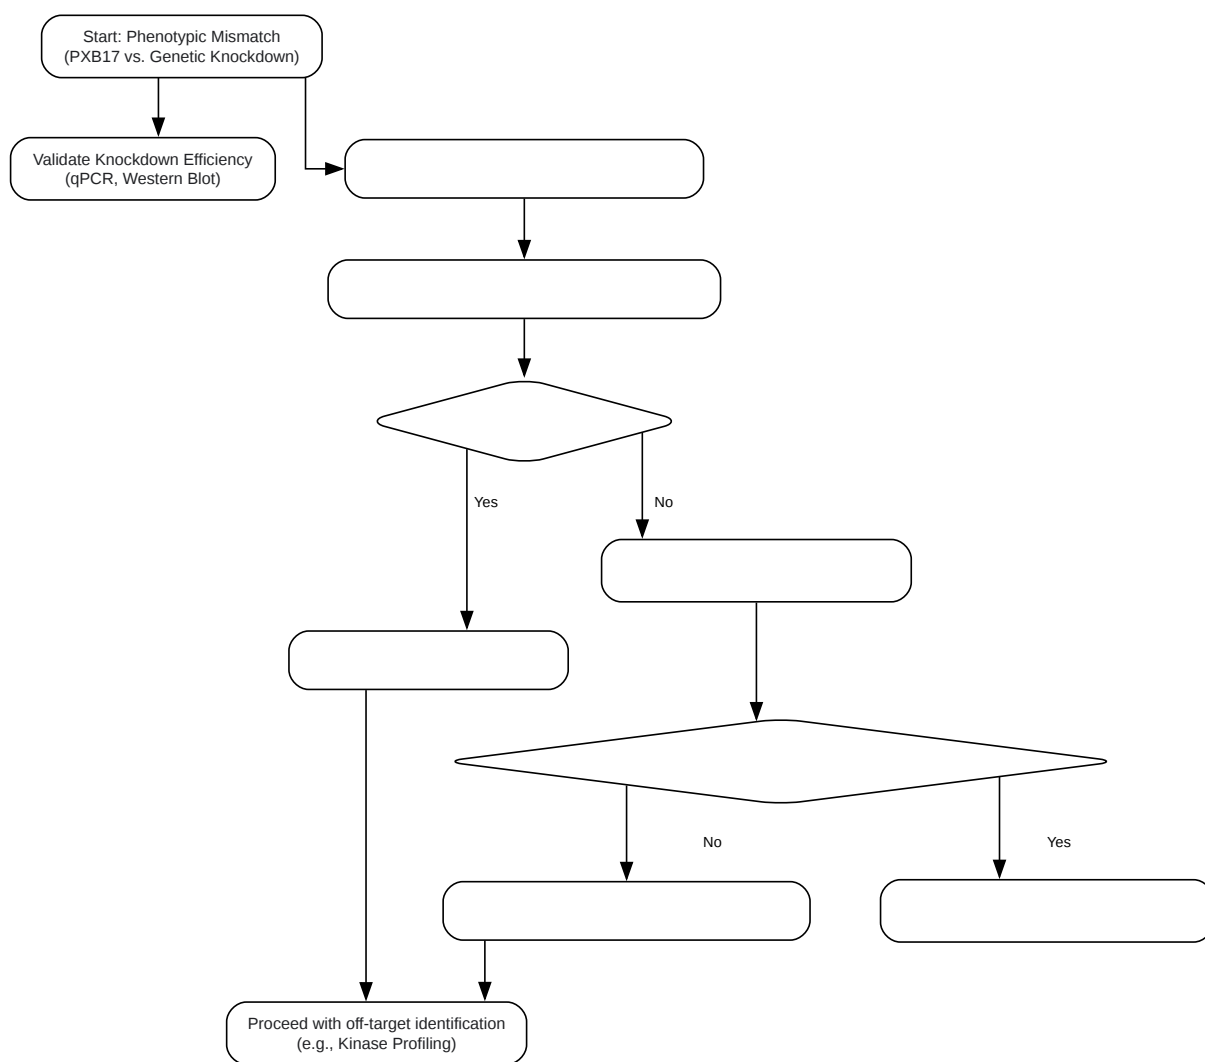 Start: Phenotypic Mismatch
(PXB17 vs. Genetic Knockdown)
Validate Knockdown Efficiency
(qPCR, Western Blot)
Yes
No
No
Yes
Proceed with off-target identification
(e.g., Kinase Profiling)